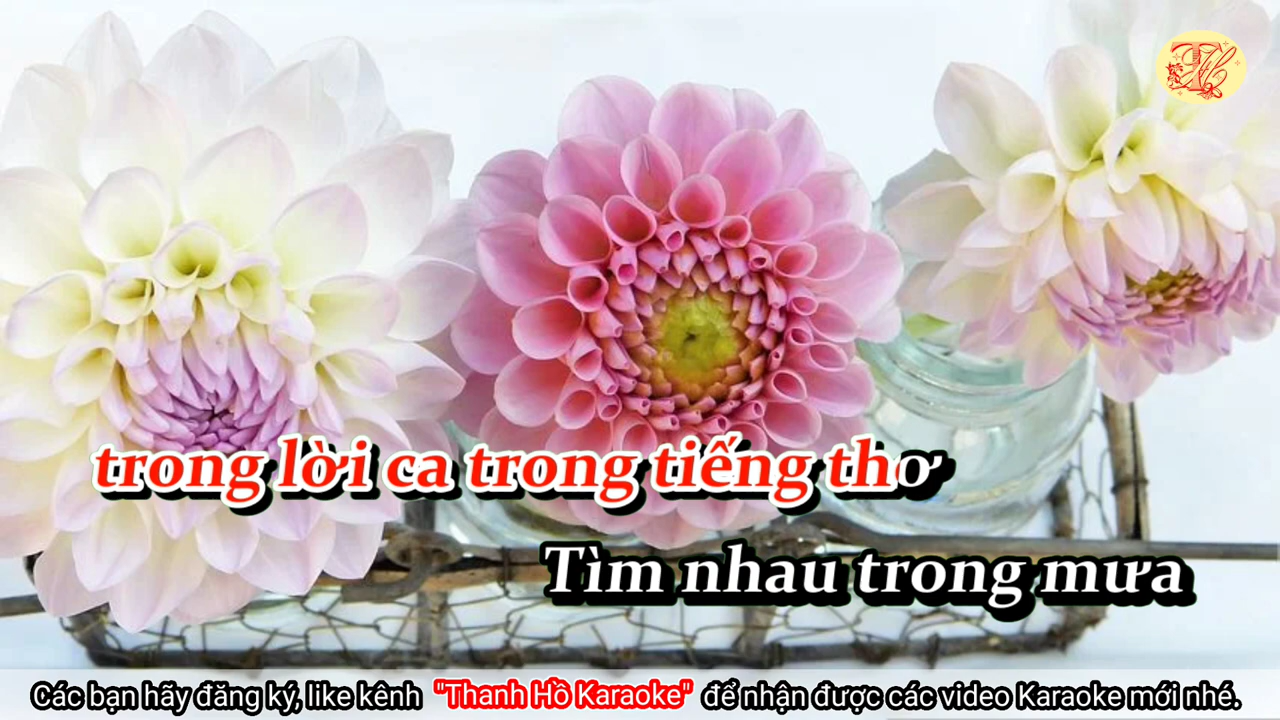 trong lời ca trong tiếng thơ
Tìm nhau trong mưa
Các bạn hãy đăng ký, like kênh "Thanh Hồ Karaoke" để nhận được các video Karaoke mới nhé.